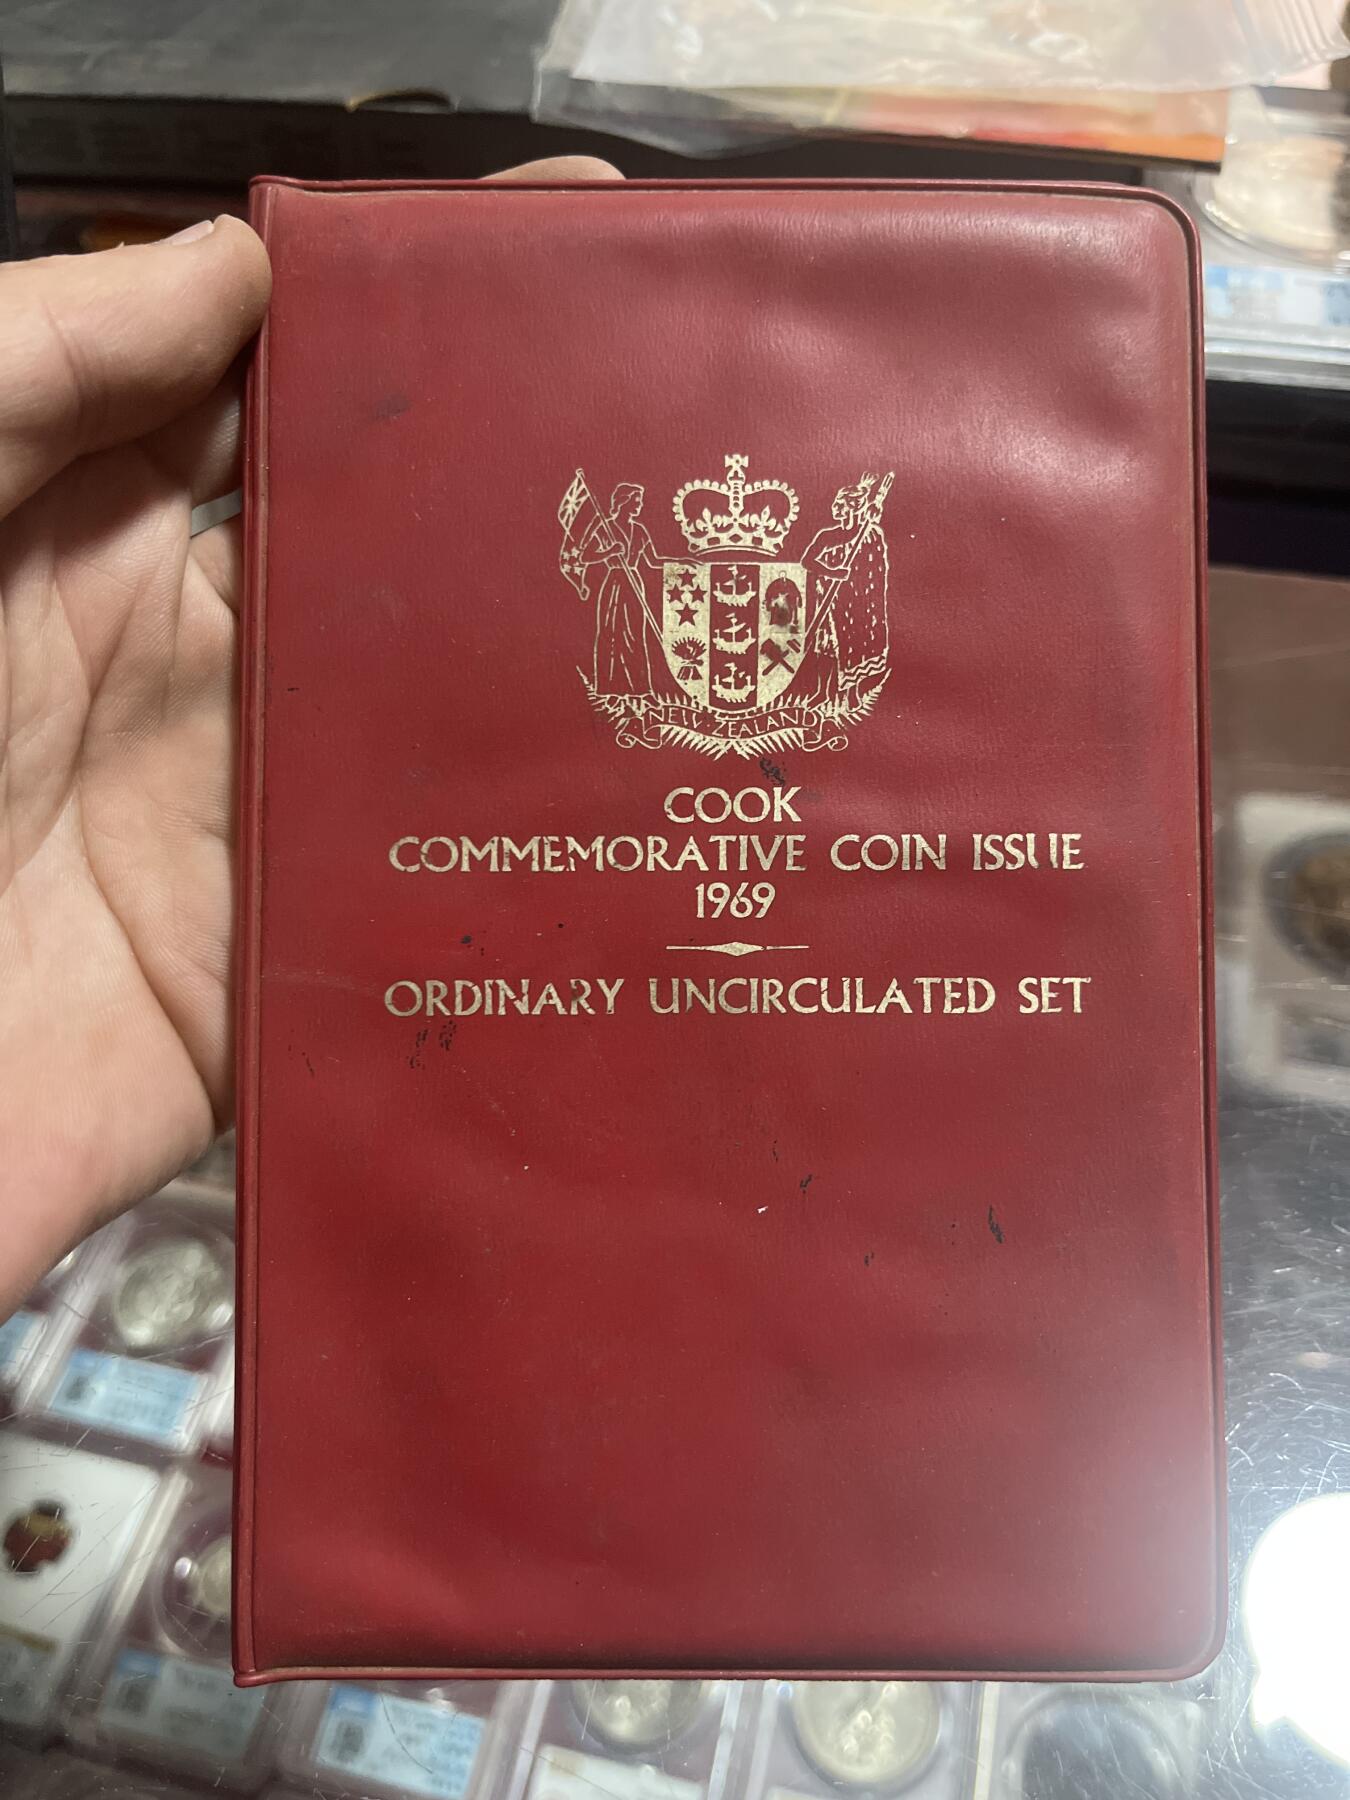 NEW ZEALAND
COOK
COMMEMORATIVE COIN ISSUE
1969
ORDINARY UNCIRCULATED SET